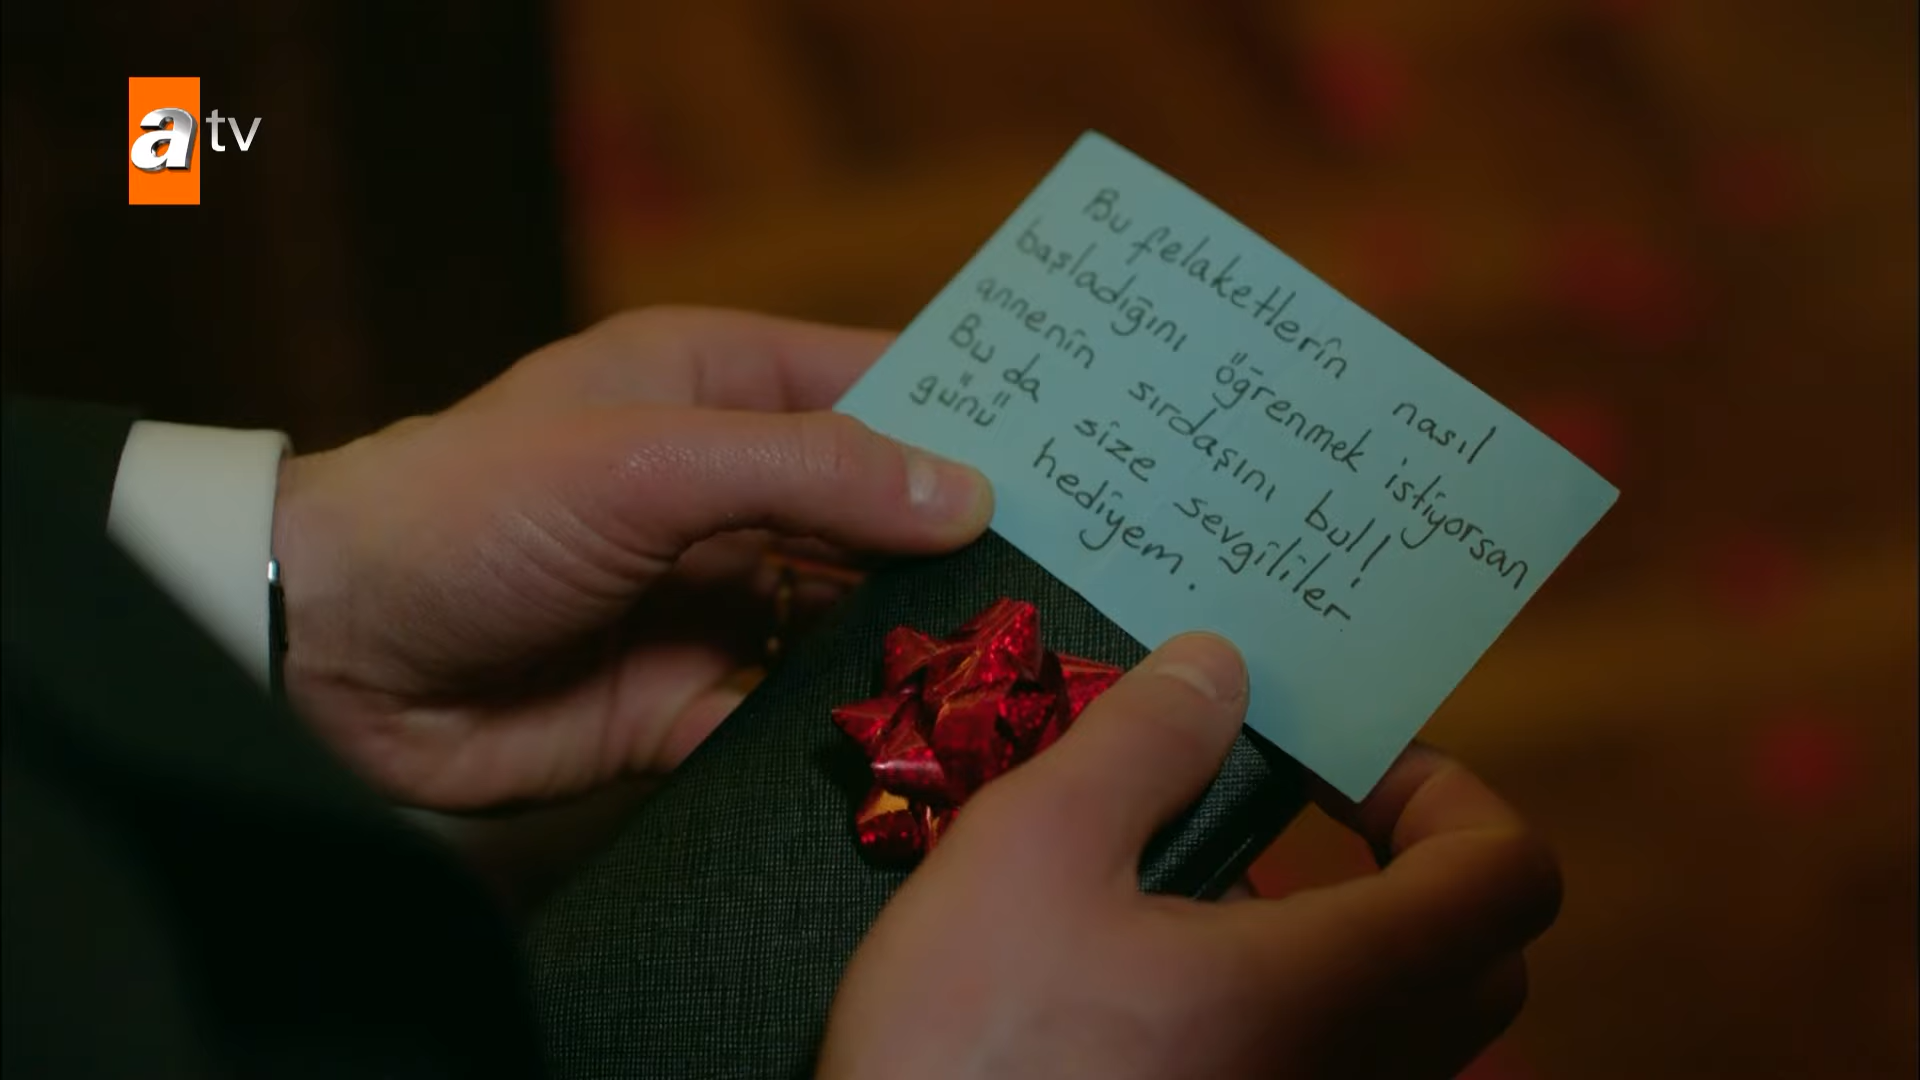 atv
Bu felaketlerin nasıl
başladığını öğrenmek istiyorsan
annenin sırdaşını bul!
Bu da size sevgililer
günü hediyem.